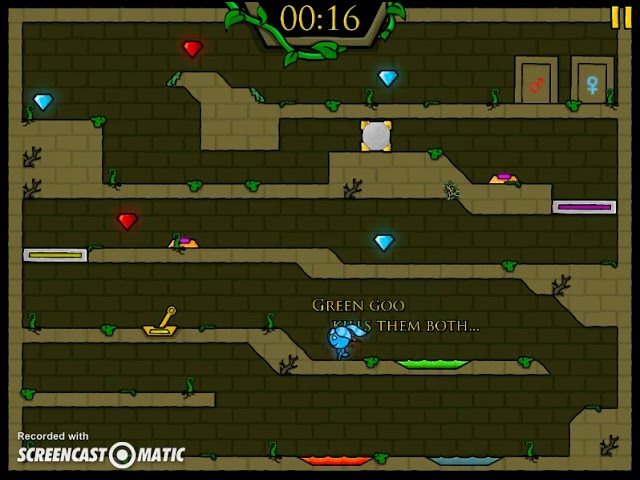 00:16
GREEN GOO
KILLS THEM BOTH...
Recorded with
SCREENCAST-O-MATIC